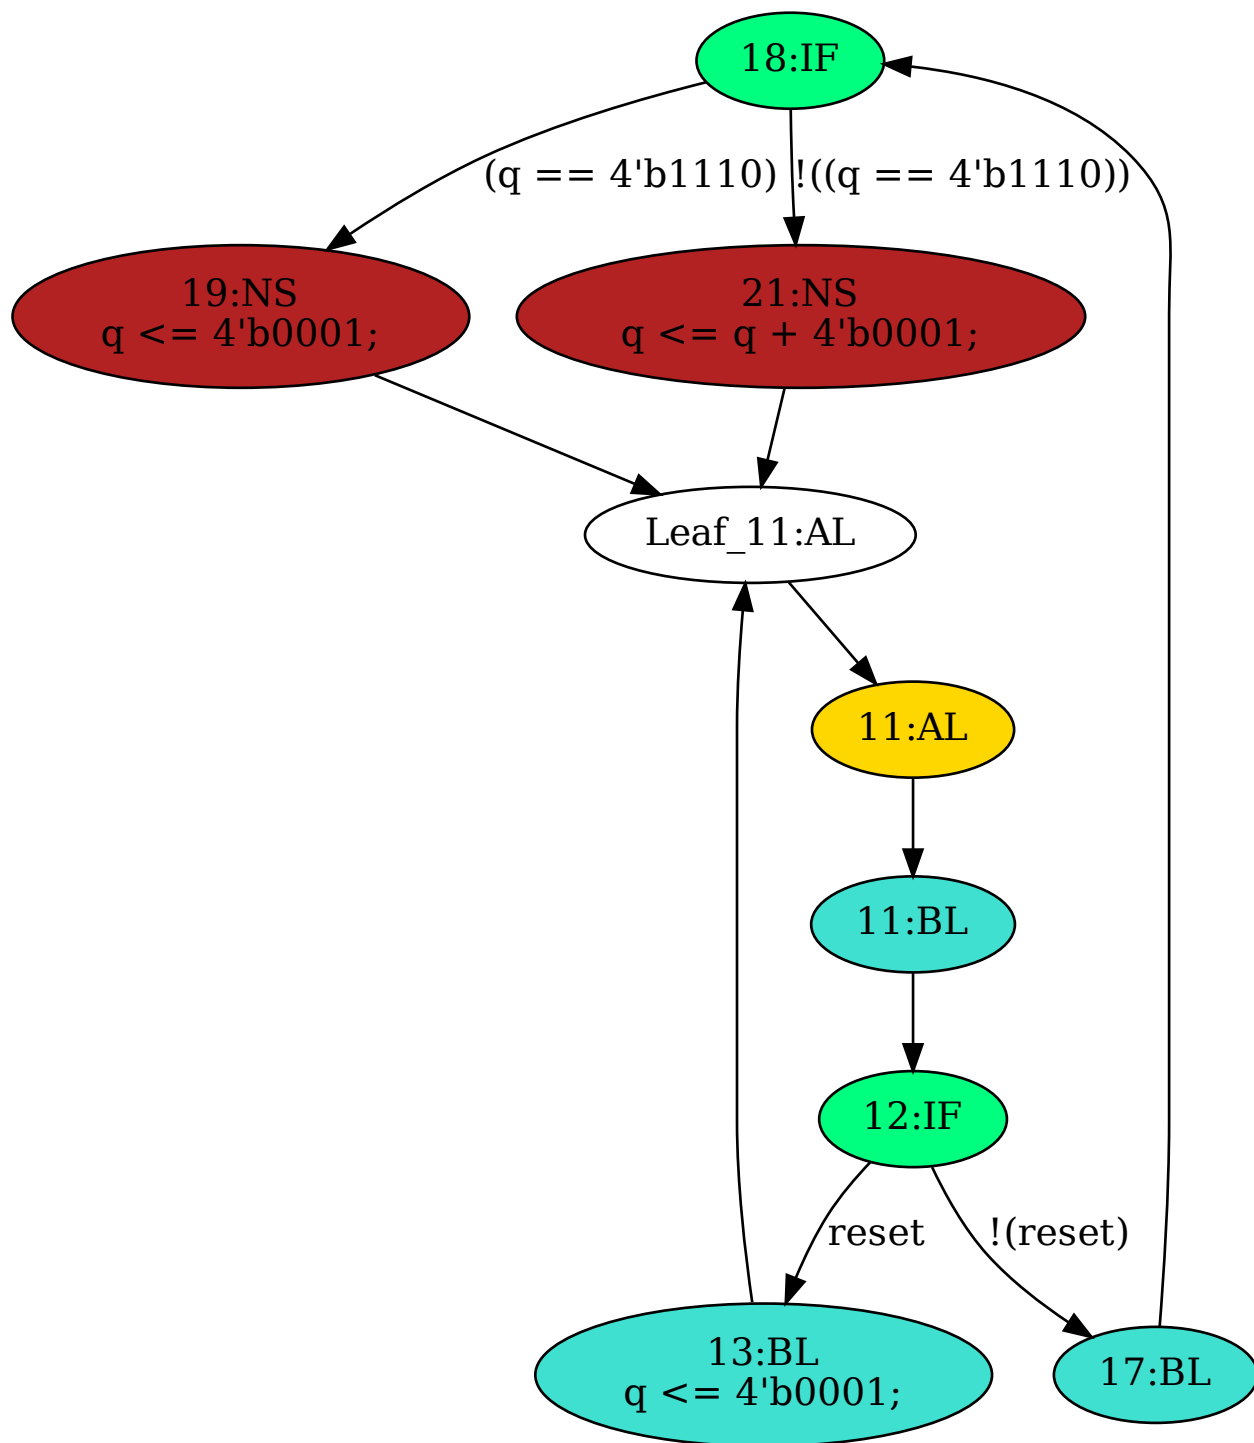 18:IF
(q == 4'b1110)
!((q == 4'b1110))
19:NS
q <= 4'b0001;
21:NS
q <= q + 4'b0001;
Leaf_11:AL
11:AL
11:BL
12:IF
reset
!(reset)
13:BL
q <= 4'b0001;
17:BL